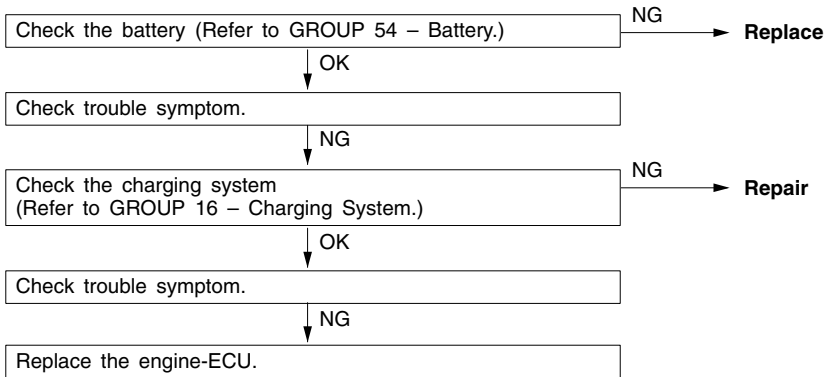 NG
Check the battery (Refer to GROUP 54 – Battery.)
Replace
OK
Check trouble symptom.
NG
NG
Check the charging system
(Refer to GROUP 16 – Charging System.)
Repair
OK
Check trouble symptom.
NG
Replace the engine-ECU.